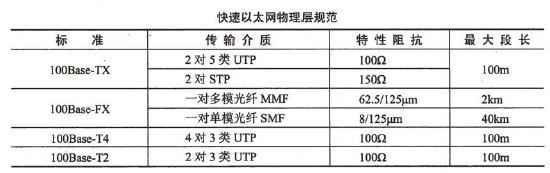 快速以太网物理层规范
标 准 传 输 介 质 特 性 阻 抗 最 大 段 长
100Base-TX 2 对 5 类 UTP 100Ω 100m
2 对 STP 150Ω
100Base-FX 一对多模光纤 MMF 62.5/125μm 2km
一对单模光纤 SMF 8/125μm 40km
100Base-T4 4 对 3 类 UTP 100Ω 100m
100Base-T2 2 对 3 类 UTP 100Ω 100m